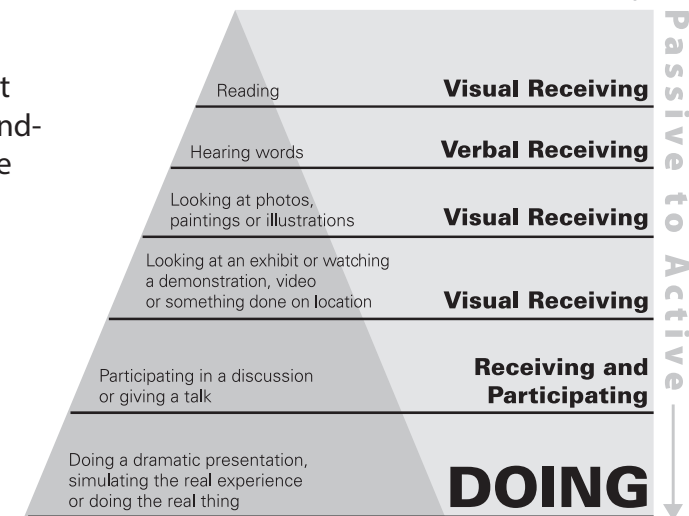 t
nd-
e
Reading
Visual Receiving
Hearing words
Verbal Receiving
Looking at photos,
paintings or illustrations
Visual Receiving
Looking at an exhibit or watching
a demonstration, video
or something done on location
Visual Receiving
Participating in a discussion
or giving a talk
Receiving and
Participating
Doing a dramatic presentation,
simulating the real experience
or doing the real thing
DOING
Passive to Active